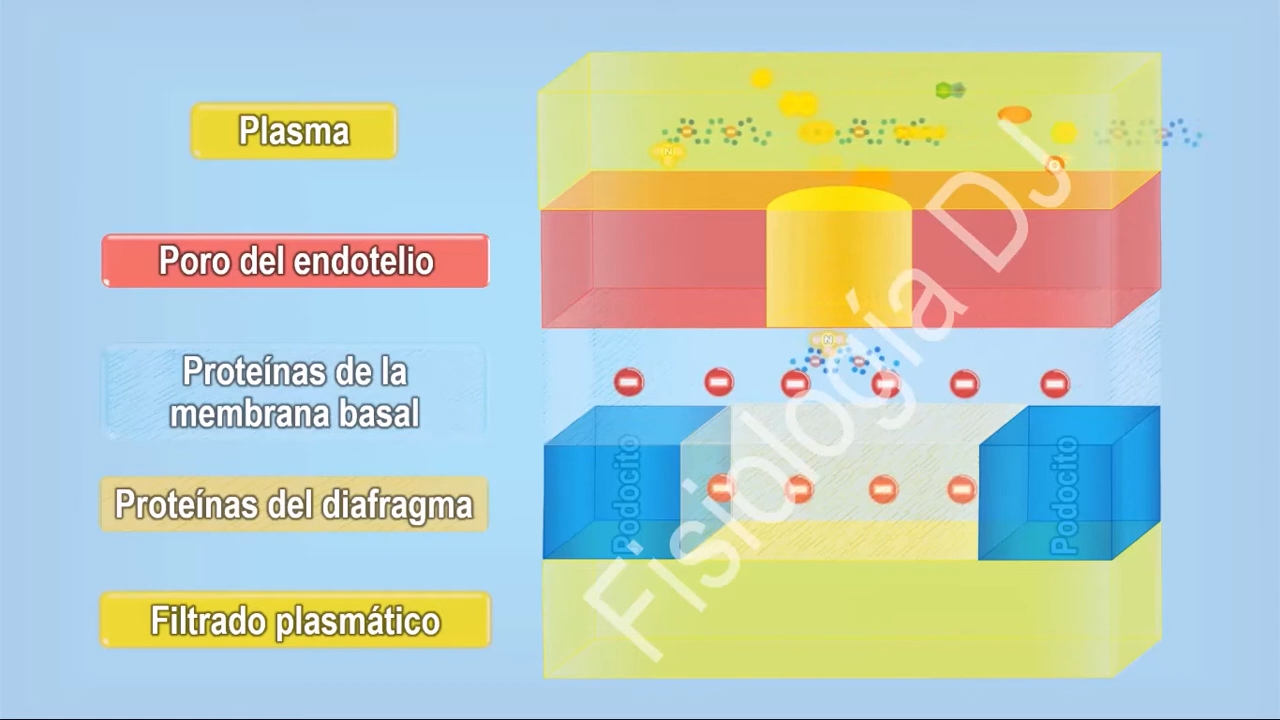 Plasma
Poro del endotelio
Proteínas de la
membrana basal
Proteínas del diafragma
Filtrado plasmático
Podocito
Podocito
N
N
Fisiología DJ